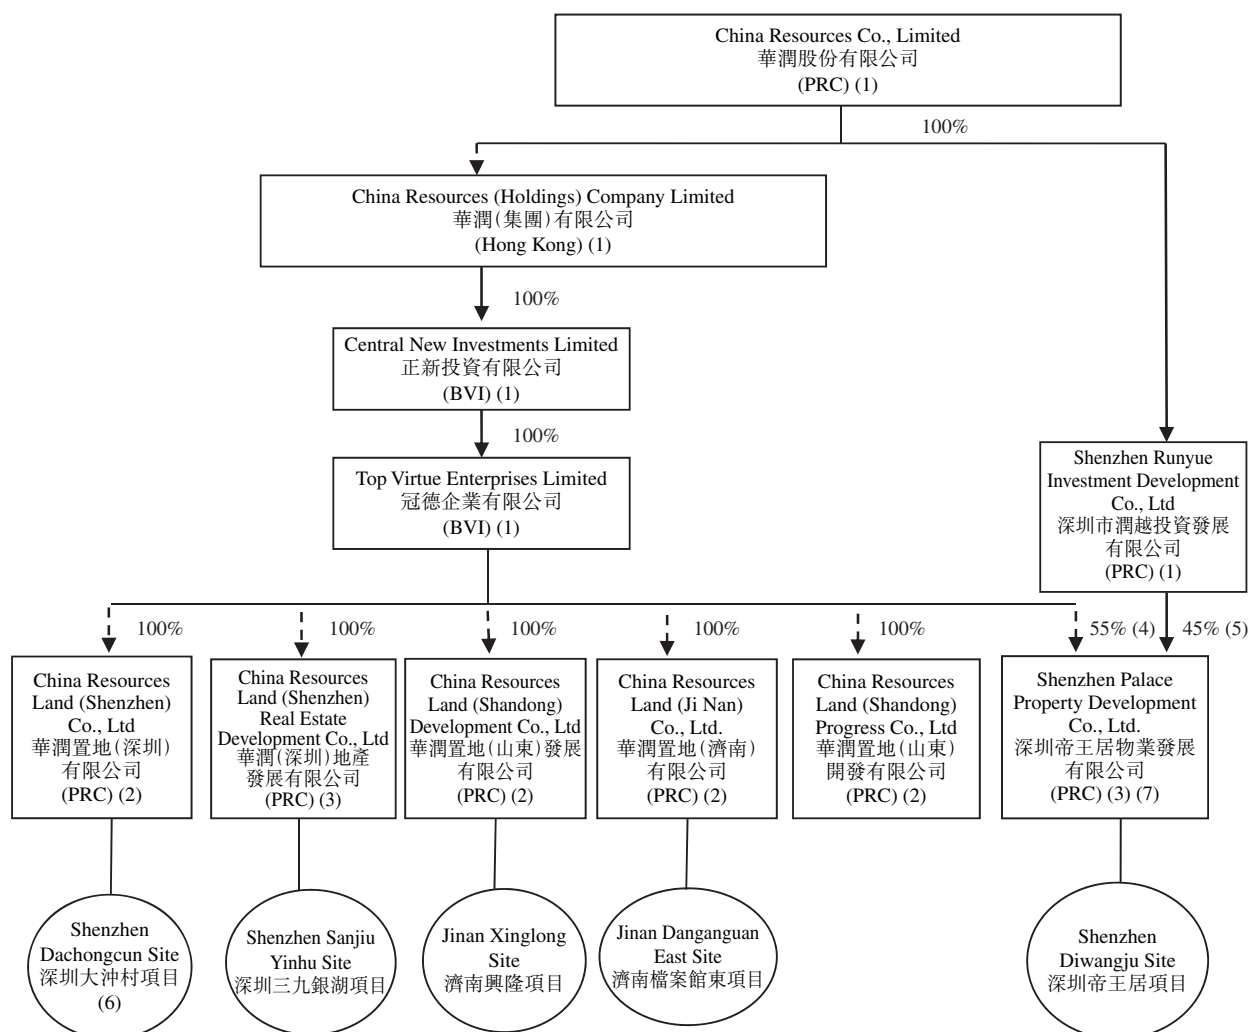 China Resources Co., Limited
華潤股份有限公司
(PRC) (1)
100%
China Resources (Holdings) Company Limited
華潤(集團)有限公司
(Hong Kong) (1)
100%
Central New Investments Limited
正新投資有限公司
(BVI) (1)
100%
Top Virtue Enterprises Limited
冠德企業有限公司
(BVI) (1)
Shenzhen Runyue
Investment Development
Co., Ltd
深圳市潤越投資發展
有限公司
(PRC) (1)
100%
100%
100%
100%
100%
55% (4)
45% (5)
China Resources
Land (Shenzhen)
Co., Ltd
華潤置地(深圳)
有限公司
(PRC) (2)
China Resources
Land (Shenzhen)
Real Estate
Development Co., Ltd
華潤(深圳)地產
發展有限公司
(PRC) (3)
China Resources
Land (Shandong)
Development Co., Ltd
華潤置地(山東)發展
有限公司
(PRC) (2)
China Resources
Land (Ji Nan)
Co., Ltd.
華潤置地(濟南)
有限公司
(PRC) (2)
China Resources
Land (Shandong)
Progress Co., Ltd
華潤置地(山東)
開發有限公司
(PRC) (2)
Shenzhen Palace
Property Development
Co., Ltd.
深圳帝王居物業發展
有限公司
(PRC) (3) (7)
Shenzhen
Dachongcun Site
深圳大沖村項目
(6)
Shenzhen Sanjiu
Yinhu Site
深圳三九銀湖項目
Jinan Xinglong
Site
濟南興隆項目
Jinan Danganguan
East Site
濟南檔案館東項目
Shenzhen
Diwangju Site
深圳帝王居項目